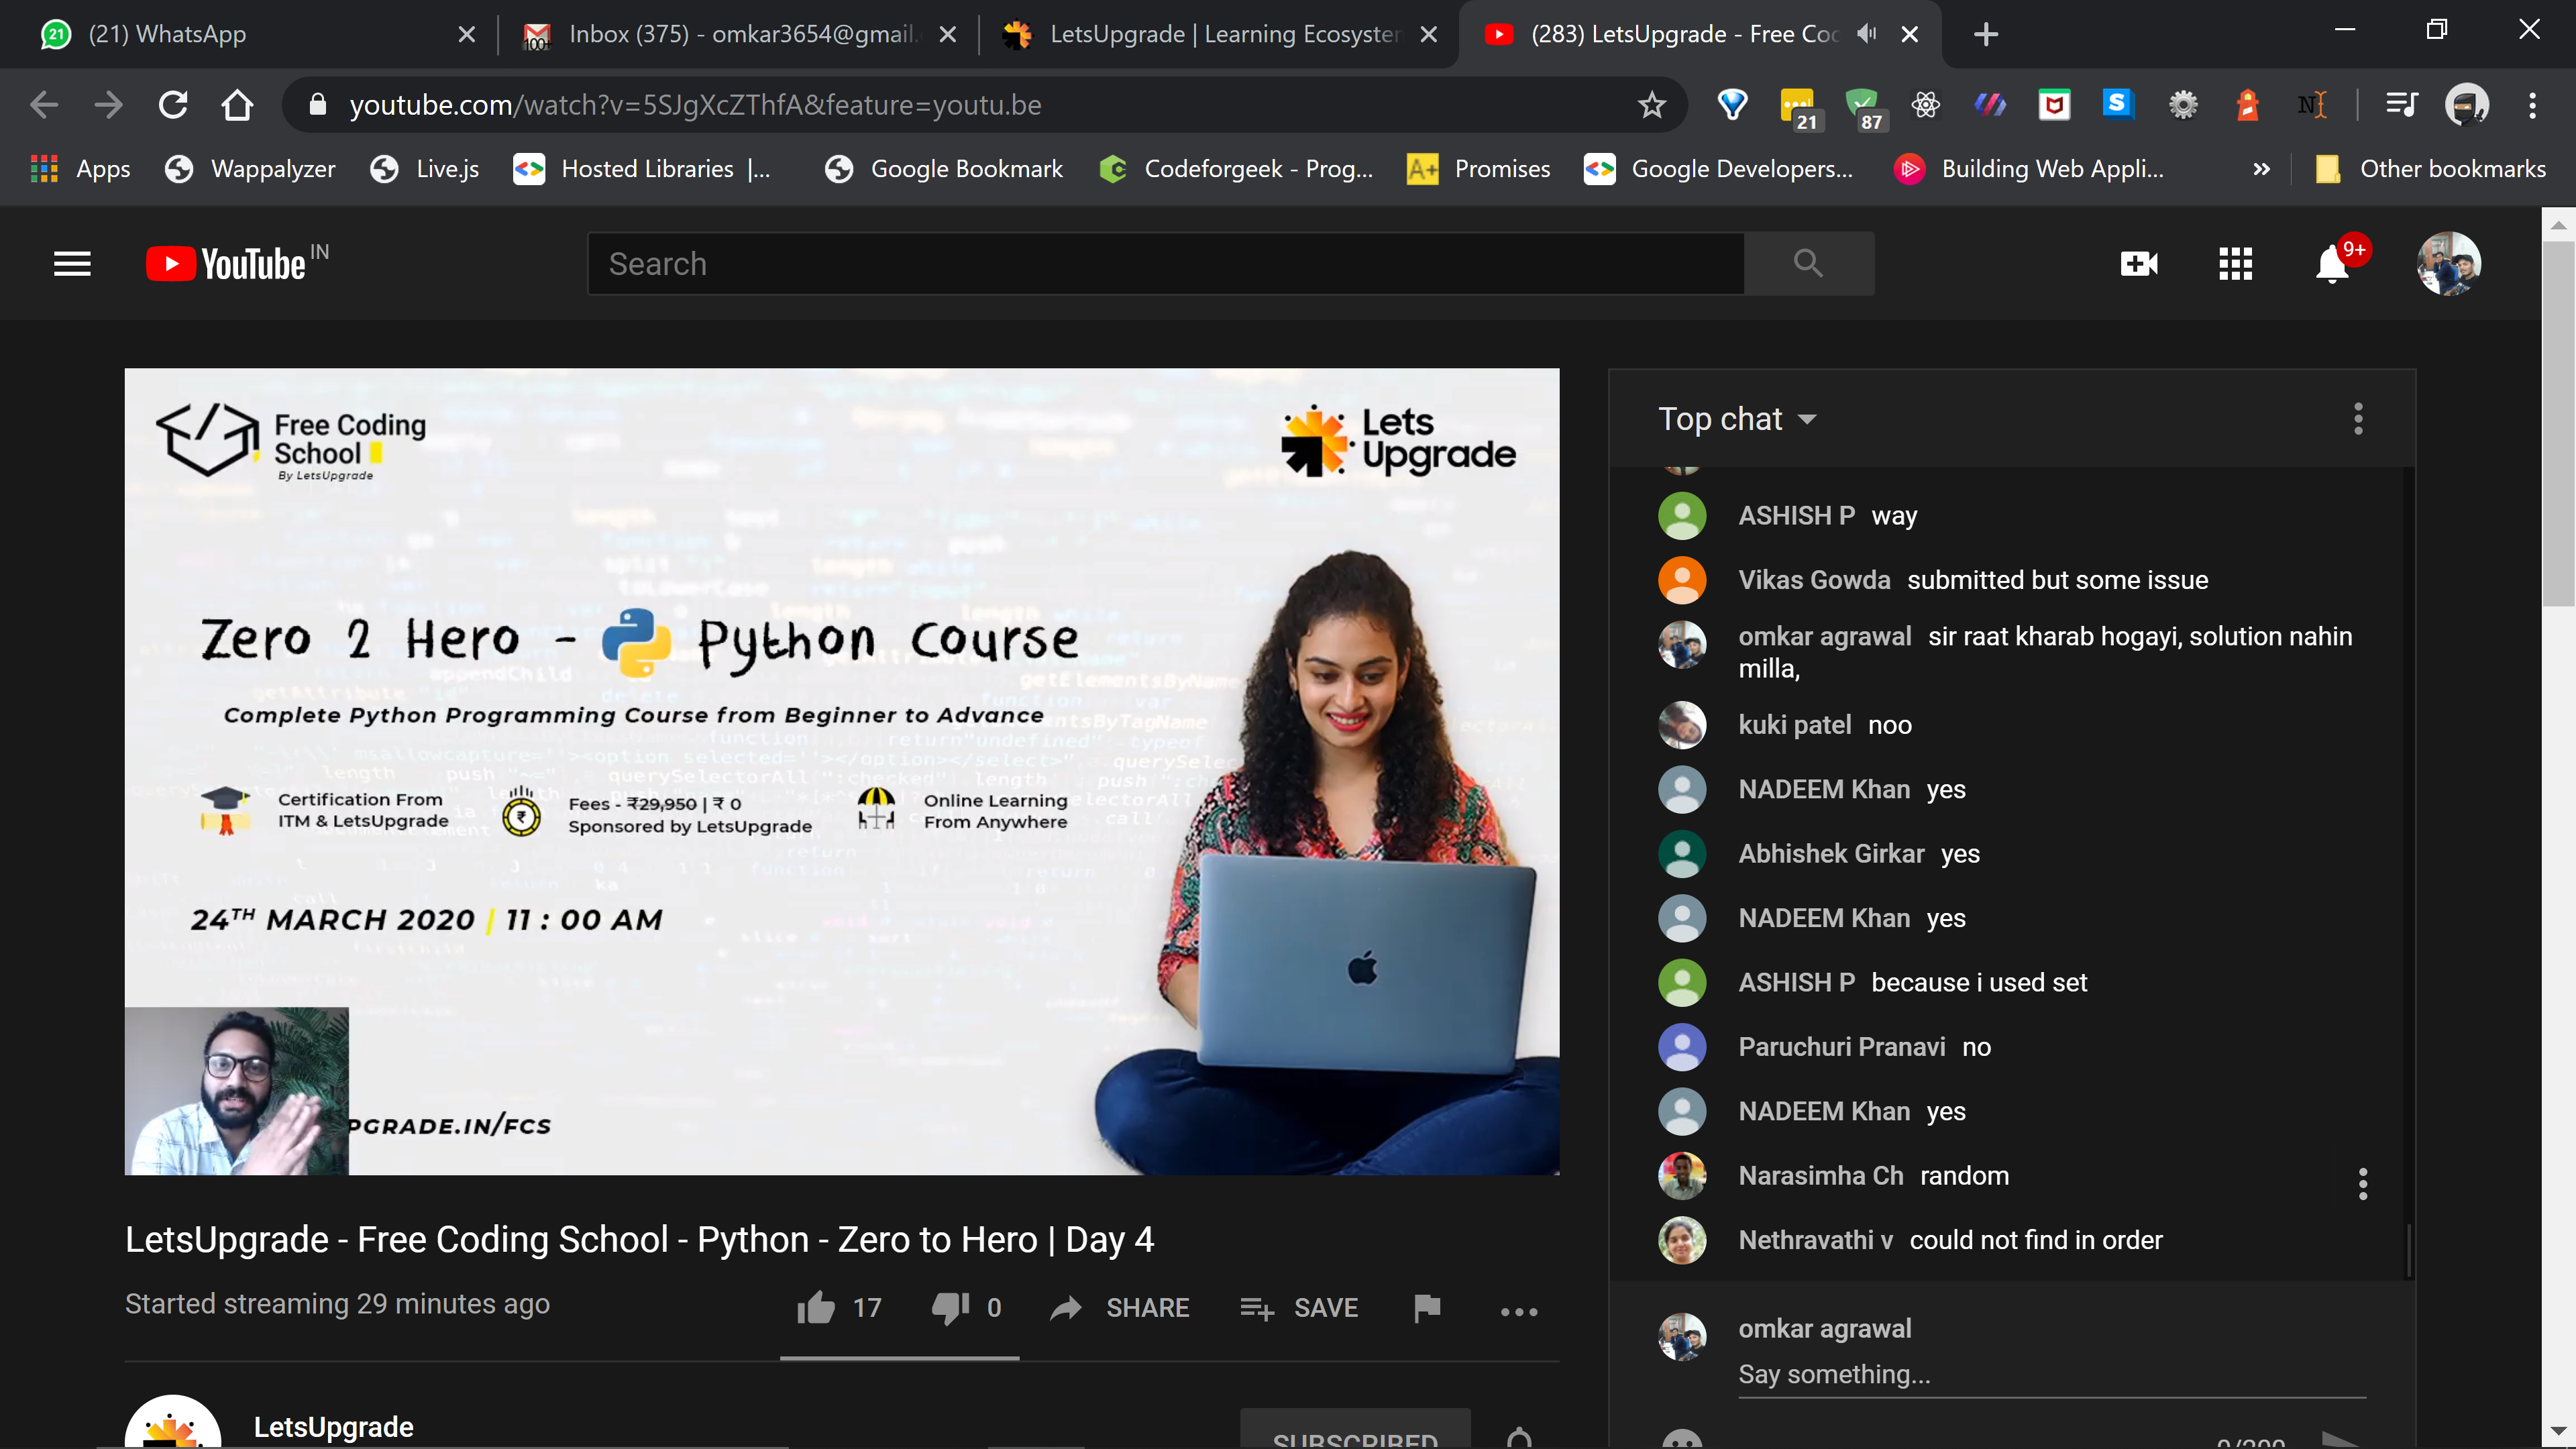 (21) WhatsApp
Inbox (375) - omkar3654@gmail.
LetsUpgrade | Learning Ecosyster
(283) LetsUpgrade - Free Coc
youtube.com/watch?v=5SJgXcZThfA&feature=youtu.be
21
87
Apps
Wappalyzer
Live.js
Hosted Libraries |...
Google Bookmark
Codeforgeek - Prog...
Promises
Google Developers...
Building Web Appli...
Other bookmarks
YouTube IN
Search
9+
Free Coding
School
By LetsUpgrade
Lets
Upgrade
Zero 2 Hero - Python Course
Complete Python Programming Course from Beginner to Advance
Certification From
ITM & LetsUpgrade
Fees - ₹29,950 | ₹ 0
Sponsored by LetsUpgrade
Online Learning
From Anywhere
24TH MARCH 2020 | 11 : 00 AM
PGRADE.IN/FCS
LetsUpgrade - Free Coding School - Python - Zero to Hero | Day 4
Started streaming 29 minutes ago
17
0
SHARE
SAVE
LetsUpgrade
SUBSCRIBED
Top chat
ASHISH P way
Vikas Gowda submitted but some issue
omkar agrawal sir raat kharab hogayi, solution nahin
milla,
kuki patel noo
NADEEM Khan yes
Abhishek Girkar yes
NADEEM Khan yes
ASHISH P because i used set
Paruchuri Pranavi no
NADEEM Khan yes
Narasimha Ch random
Nethravathi v could not find in order
omkar agrawal
Say something...
0/200